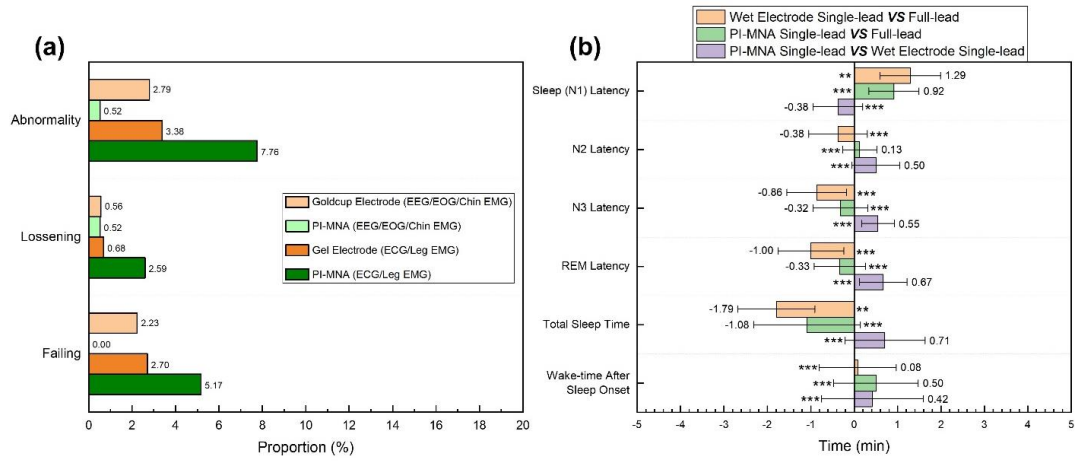 (a)
Abnormality
Lossening
Failing
2.79
0.52
3.38
7.76
0.56
0.52
0.68
2.59
2.23
0.00
2.70
5.17
Goldcup Electrode (EEG/EOG/Chin EMG)
PI-MNA (EEG/EOG/Chin EMG)
Gel Electrode (ECG/Leg EMG)
PI-MNA (ECG/Leg EMG)
0 2 4 6 8 10 12 14 16 18 20
Proportion (%)
Wet Electrode Single-lead VS Full-lead
PI-MNA Single-lead VS Full-lead
PI-MNA Single-lead VS Wet Electrode Single-lead
(b)
Sleep (N1) Latency
** 1.29
*** 0.92
-0.38 ***
N2 Latency
-0.38 ***
*** 0.13
*** 0.50
N3 Latency
-0.86 ***
-0.32 ***
*** 0.55
REM Latency
-1.00 ***
-0.33 ***
*** 0.67
Total Sleep Time
-1.79 **
-1.08 ***
*** 0.71
Wake-time After
Sleep Onset
*** 0.08
*** 0.50
*** 0.42
-5 -4 -3 -2 -1 0 1 2 3 4 5
Time (min)